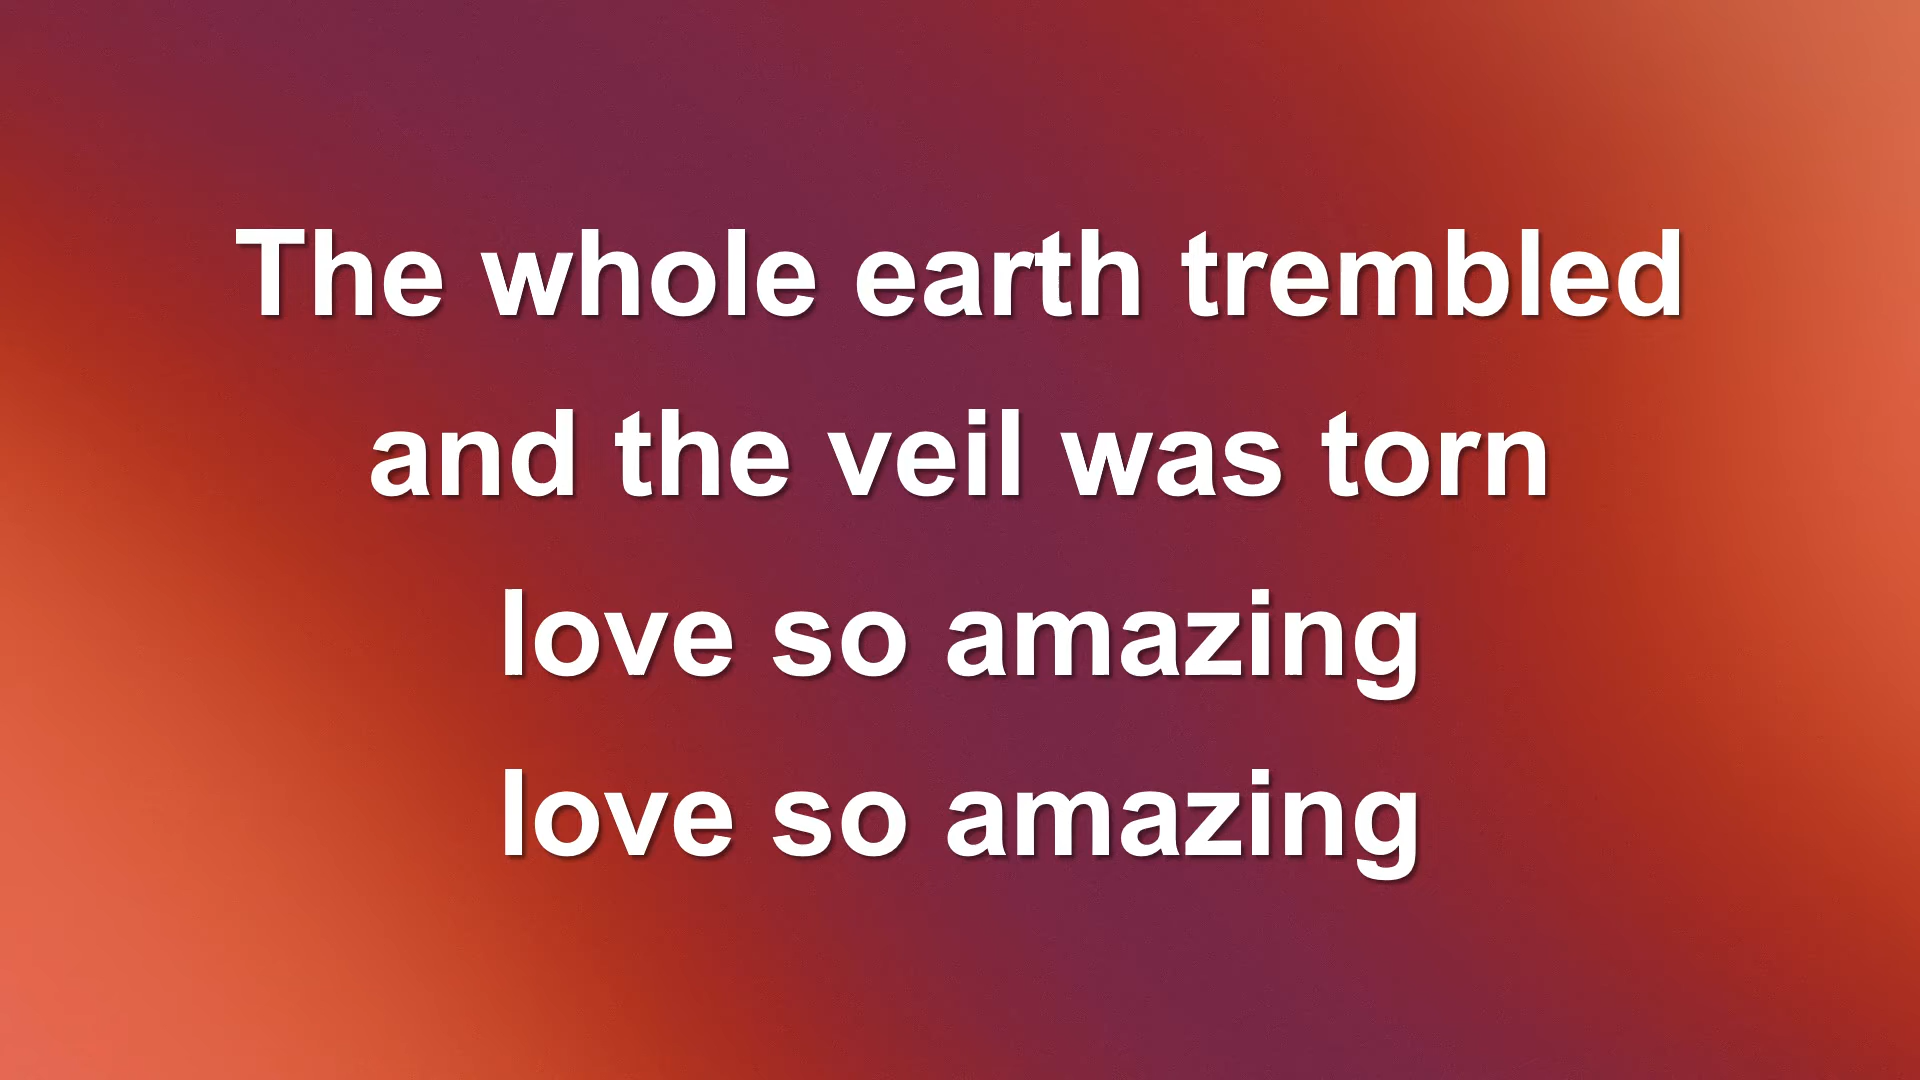 The whole earth trembled
and the veil was torn
love so amazing
love so amazing